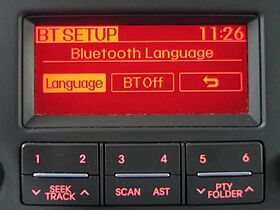 BT SETUP 11:26
Bluetooth Language
Language BT Off
1 2 3 4 5 6
SEEK TRACK SCAN AST PTY FOLDER